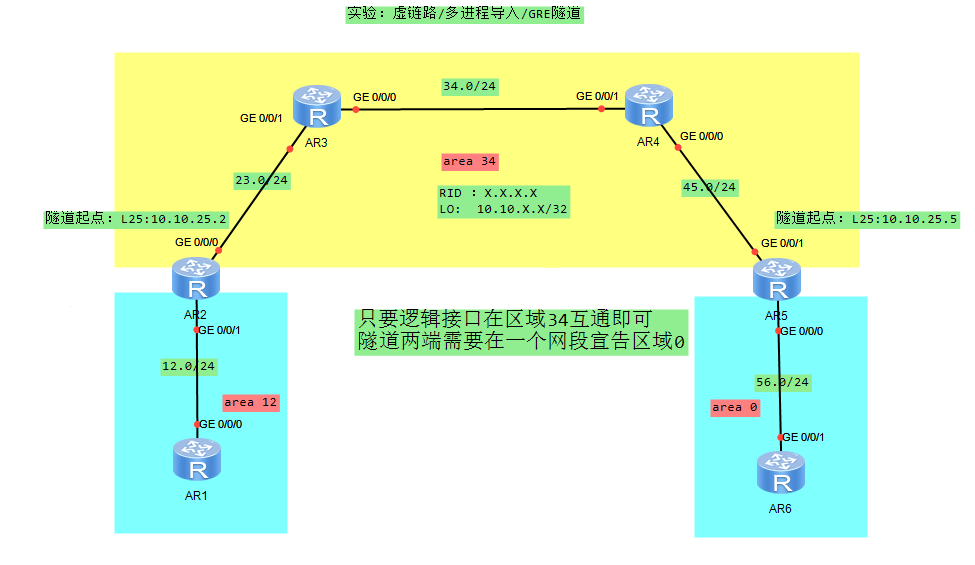 实验：虚链路/多进程导入/GRE隧道
34.0/24
GE 0/0/0
GE 0/0/1
GE 0/0/1
R
R
GE 0/0/0
AR3
AR4
area 34
23.0/24
45.0/24
RID ：X.X.X.X
LO:  10.10.X.X/32
隧道起点：L25:10.10.25.2
隧道起点：L25:10.10.25.5
GE 0/0/0
GE 0/0/1
R
R
AR2
AR5
GE 0/0/1
GE 0/0/0
只要逻辑接口在区域34互通即可
隧道两端需要在一个网段宣告区域0
12.0/24
56.0/24
area 12
area 0
GE 0/0/0
GE 0/0/1
R
R
AR1
AR6